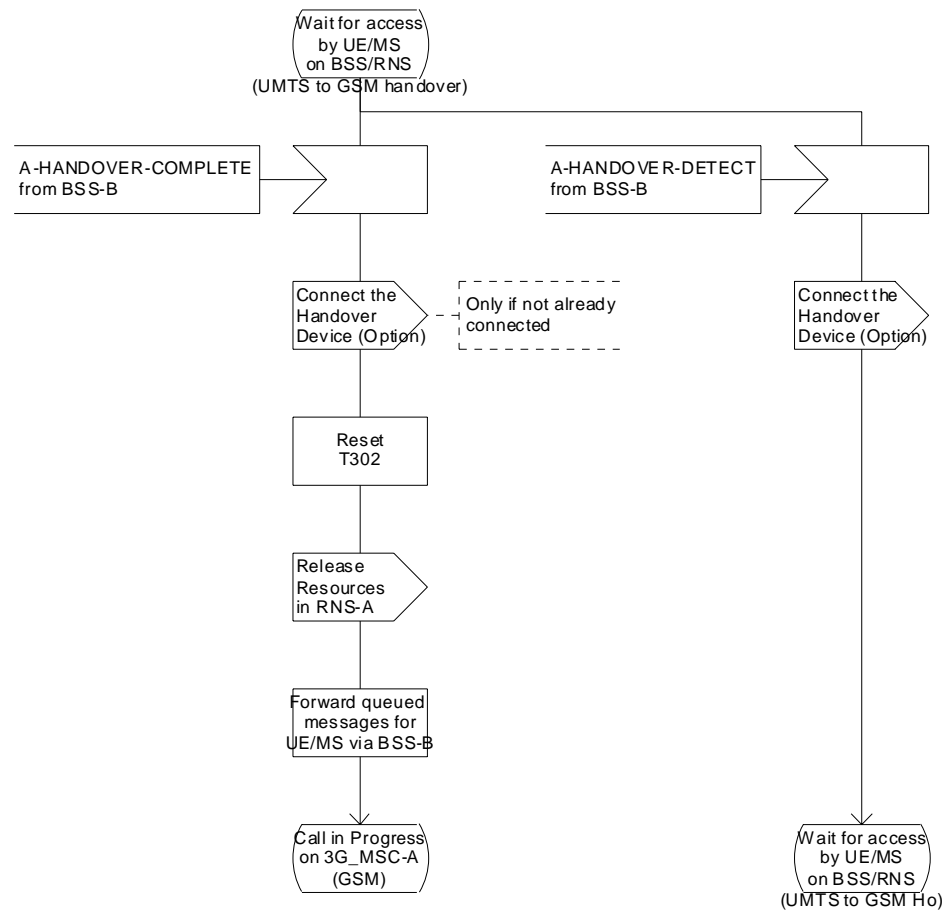 Wait for access
by UE/MS
on BSS/RNS
(UMTS to GSM handover)
A-HANDOVER-COMPLETE
from BSS-B
A-HANDOVER-DETECT
from BSS-B
Connect the
Handover
Device (Option)
Only if not already
connected
Connect the
Handover
Device (Option)
Reset
T302
Release
Resources
in RNS-A
Forward queued
messages for
UE/MS via BSS-B
Call in Progress
on 3G_MSC-A
(GSM)
Wait for access
by UE/MS
on BSS/RNS
(UMTS to GSM Ho)